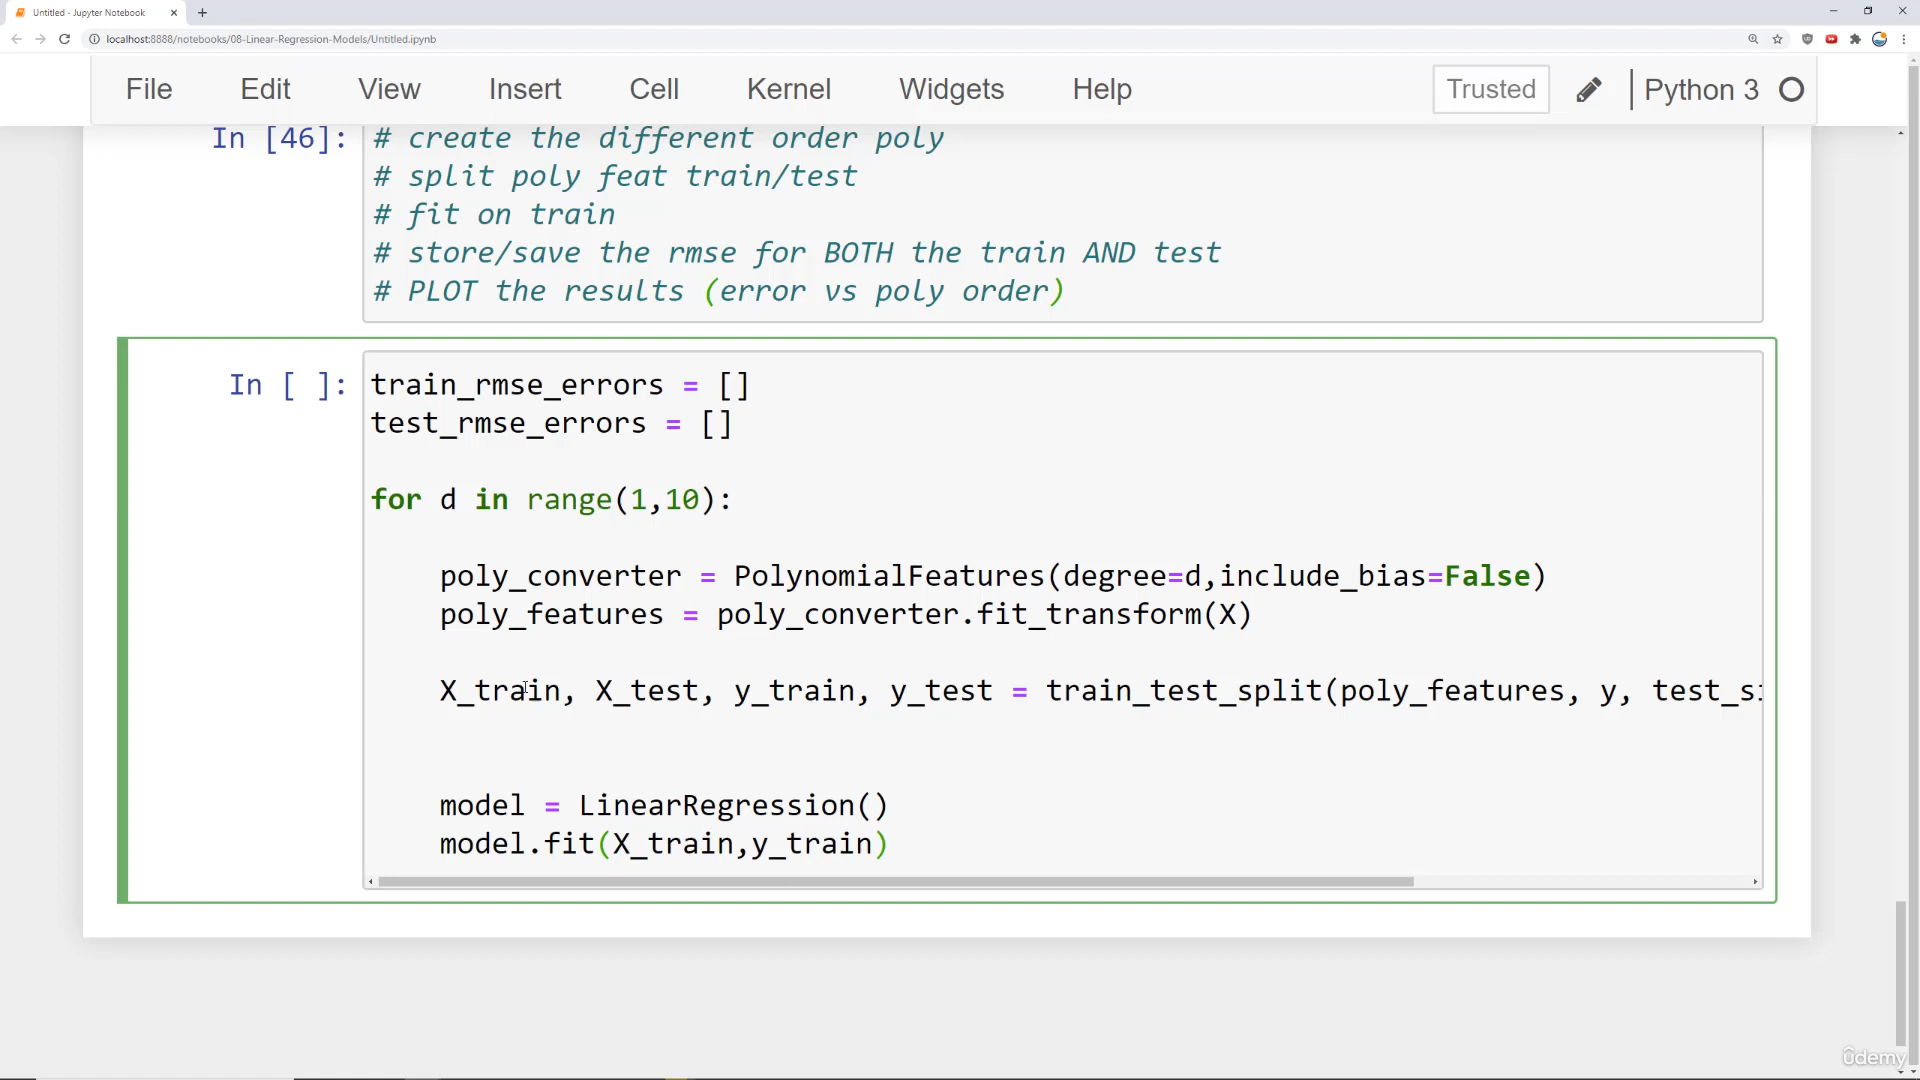 Untitled - Jupyter Notebook
localhost:8888/notebooks/08-Linear-Regression-Models/Untitled.ipynb
File Edit View Insert Cell Kernel Widgets Help Trusted Python 3
In [46]: # create the different order poly
# split poly feat train/test
# fit on train
# store/save the rmse for BOTH the train AND test
# PLOT the results (error vs poly order)
In [ ]: train_rmse_errors = []
test_rmse_errors = []
for d in range(1,10):
poly_converter = PolynomialFeatures(degree=d,include_bias=False)
poly_features = poly_converter.fit_transform(X)
X_train, X_test, y_train, y_test = train_test_split(poly_features, y, test_si
model = LinearRegression()
model.fit(X_train,y_train)
ûdemy